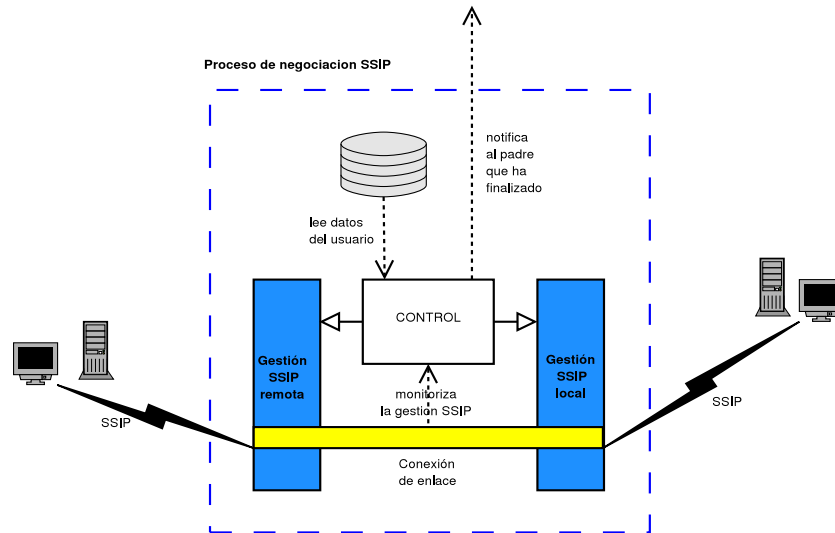 Proceso de negociacion SSIP
notifica
al padre
que ha
finalizado
lee datos
del usuario
CONTROL
Gestión
SSIP
remota
Gestión
SSIP
local
monitoriza
la gestion SSIP
SSIP
SSIP
Conexión
de enlace